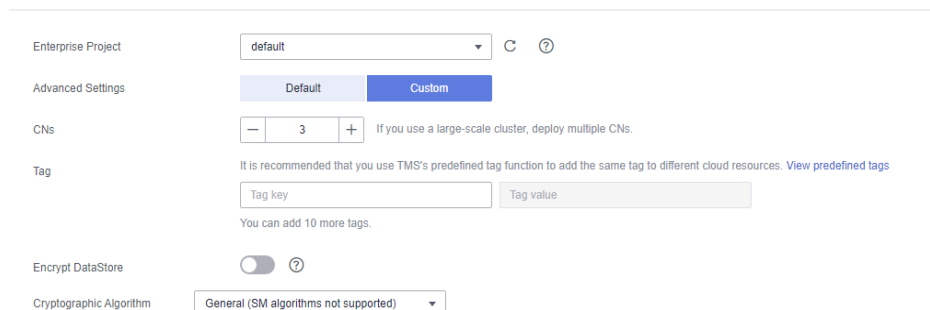 Enterprise Project default
Advanced Settings Default Custom
CNs 3 If you use a large-scale cluster, deploy multiple CNs.
Tag It is recommended that you use TMS's predefined tag function to add the same tag to different cloud resources. View predefined tags
Tag key Tag value
You can add 10 more tags.
Encrypt DataStore
Cryptographic Algorithm General (SM algorithms not supported)